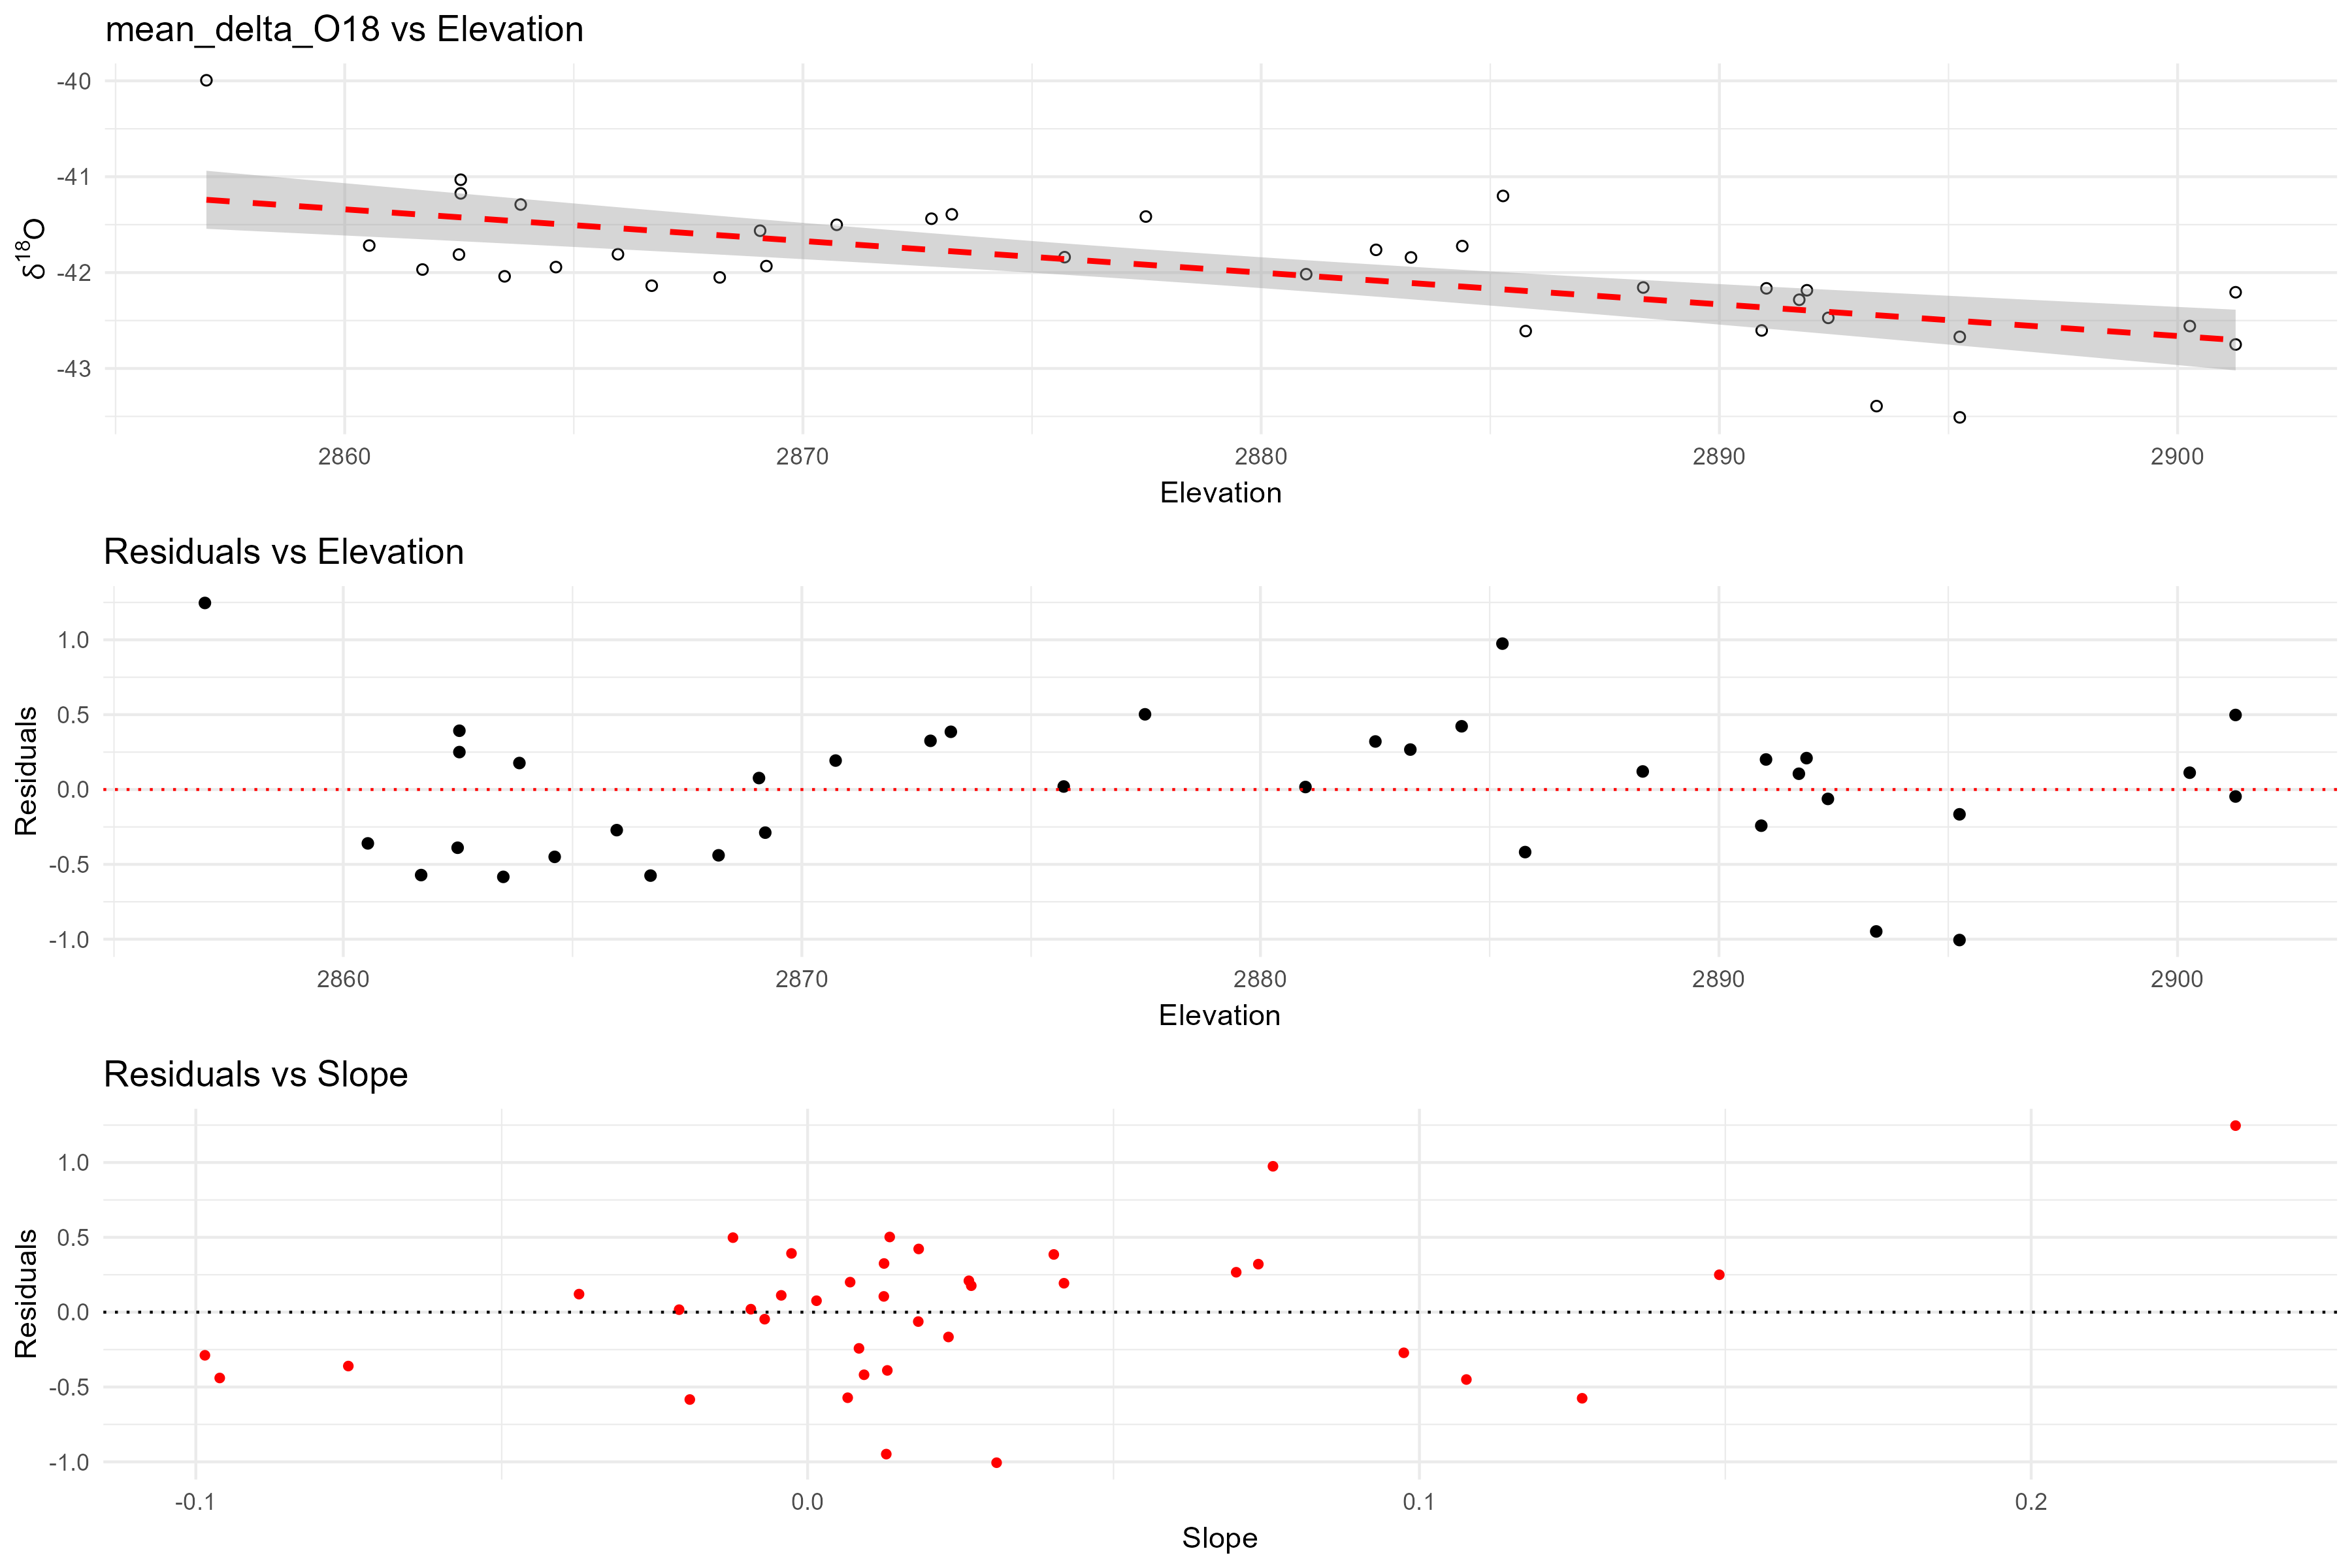 mean_delta_O18 vs Elevation
-40
-41
-42
-43
δ¹⁸O
2860 2870 2880 2890 2900
Elevation
Residuals vs Elevation
1.0
0.5
0.0
-0.5
-1.0
Residuals
2860 2870 2880 2890 2900
Elevation
Residuals vs Slope
1.0
0.5
0.0
-0.5
-1.0
Residuals
-0.1 0.0 0.1 0.2
Slope